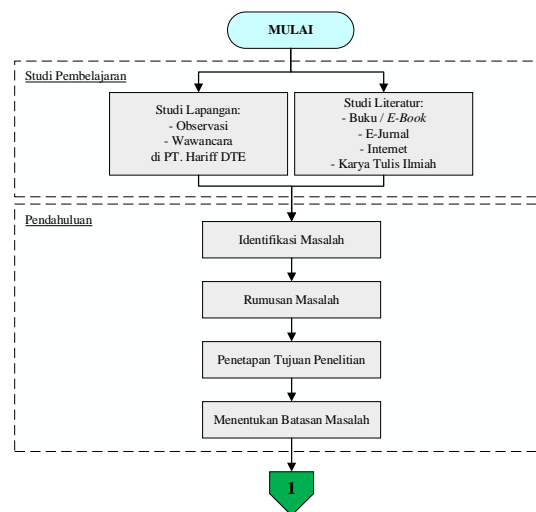 MULAI
Studi Pembelajaran
Studi Lapangan:
- Observasi
- Wawancara
di PT. Hariff DTE
Studi Literatur:
- Buku / E-Book
- E-Jurnal
- Internet
- Karya Tulis Ilmiah
Pendahuluan
Identifikasi Masalah
Rumusan Masalah
Penetapan Tujuan Penelitian
Menentukan Batasan Masalah
1